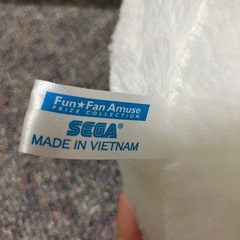 Fun★Fan Amuse
PRIZE COLLECTION
SEGA®
MADE IN VIETNAM